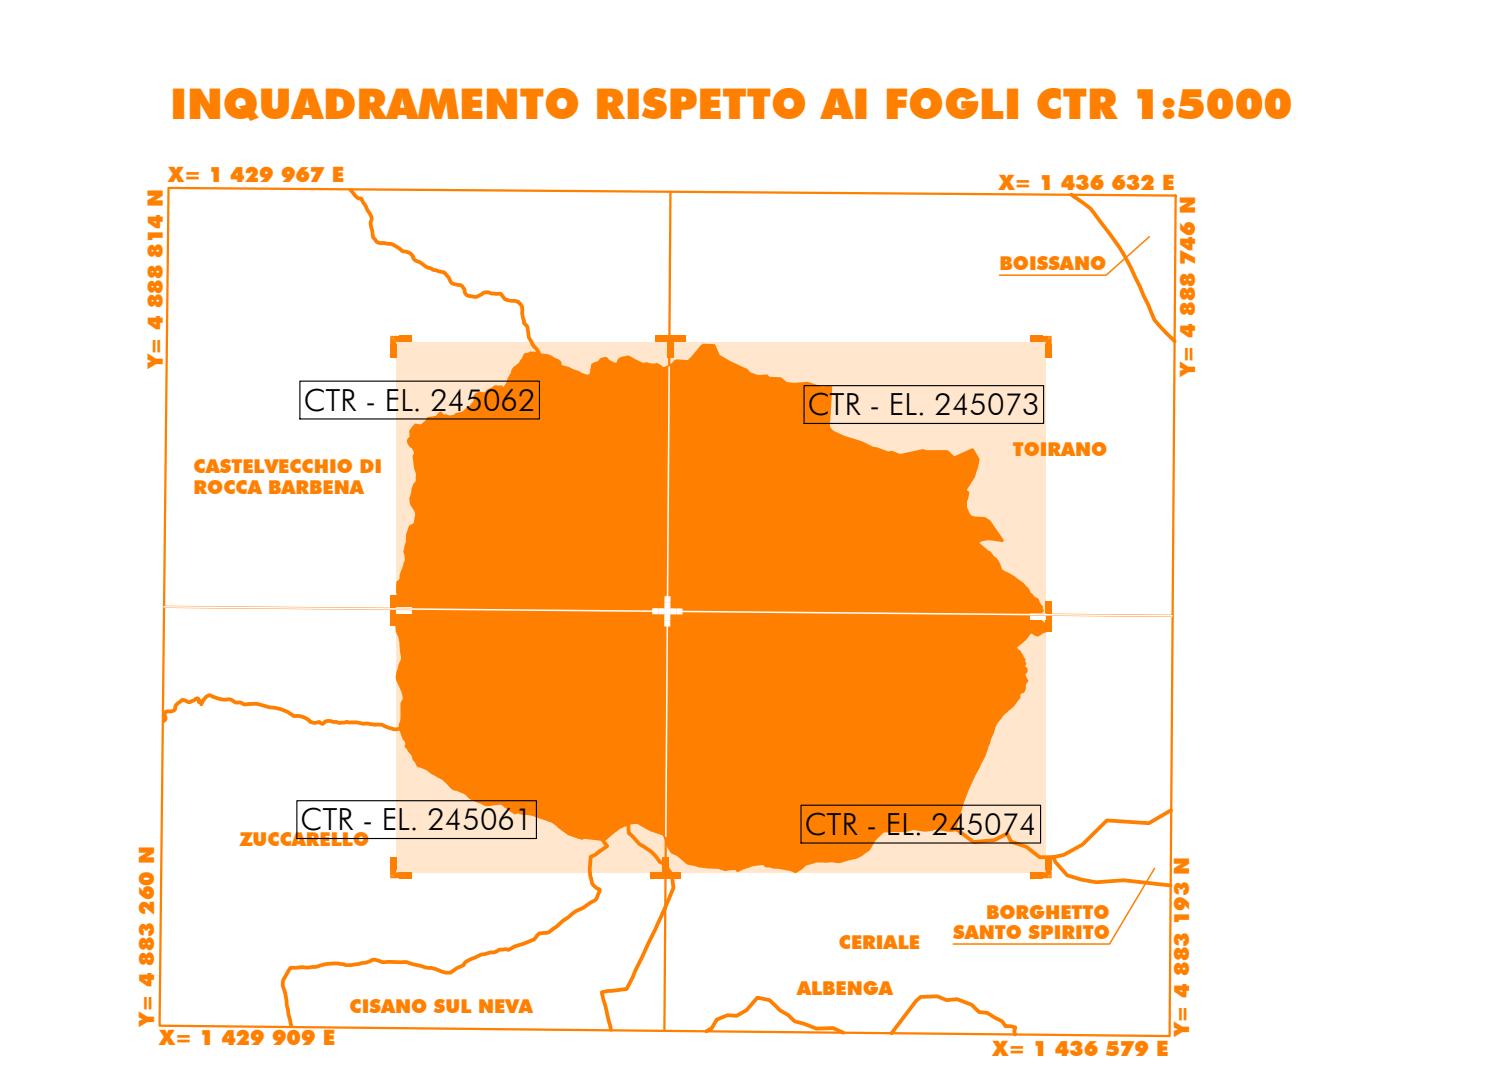 INQUADRAMENTO RISPETTO AI FOGLI CTR 1:5000
X= 1 429 967 E
X= 1 436 632 E
Y= 4 888 814 N
Y= 4 888 746 N
BOISSANO
CTR - EL. 245062
CTR - EL. 245073
TOIRANO
CASTELVECCHIO DI
ROCCA BARBENA
CTR - EL. 245061
CTR - EL. 245074
ZUCCARELLO
Y= 4 883 260 N
Y= 4 883 193 N
BORGHETTO
SANTO SPIRITO
CERIALE
ALBENGA
CISANO SUL NEVA
X= 1 429 909 E
X= 1 436 579 E